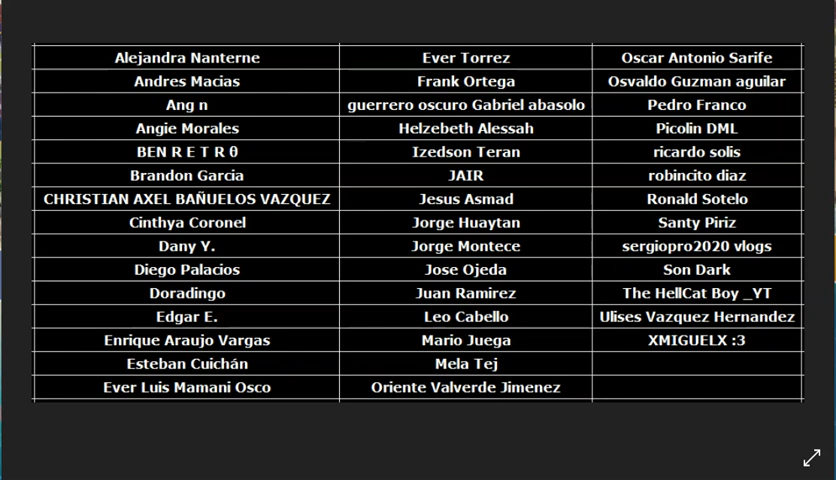 Alejandra Nanterne Ever Torrez Oscar Antonio Sarife
Andres Macias Frank Ortega Osvaldo Guzman aguilar
Ang n guerrero oscuro Gabriel abasolo Pedro Franco
Angie Morales Helzebeth Alessah Picolin DML
BEN R E T R θ Izedson Teran ricardo solis
Brandon Garcia JAIR robincito diaz
CHRISTIAN AXEL BAÑUELOS VAZQUEZ Jesus Asmad Ronald Sotelo
Cinthya Coronel Jorge Huaytan Santy Piriz
Dany Y. Jorge Montece sergiopro2020 vlogs
Diego Palacios Jose Ojeda Son Dark
Doradingo Juan Ramirez The HellCat Boy _YT
Edgar E. Leo Cabello Ulises Vazquez Hernandez
Enrique Araujo Vargas Mario Juega XMIGUELX :3
Esteban Cuichán Mela Tej
Ever Luis Mamani Osco Oriente Valverde Jimenez